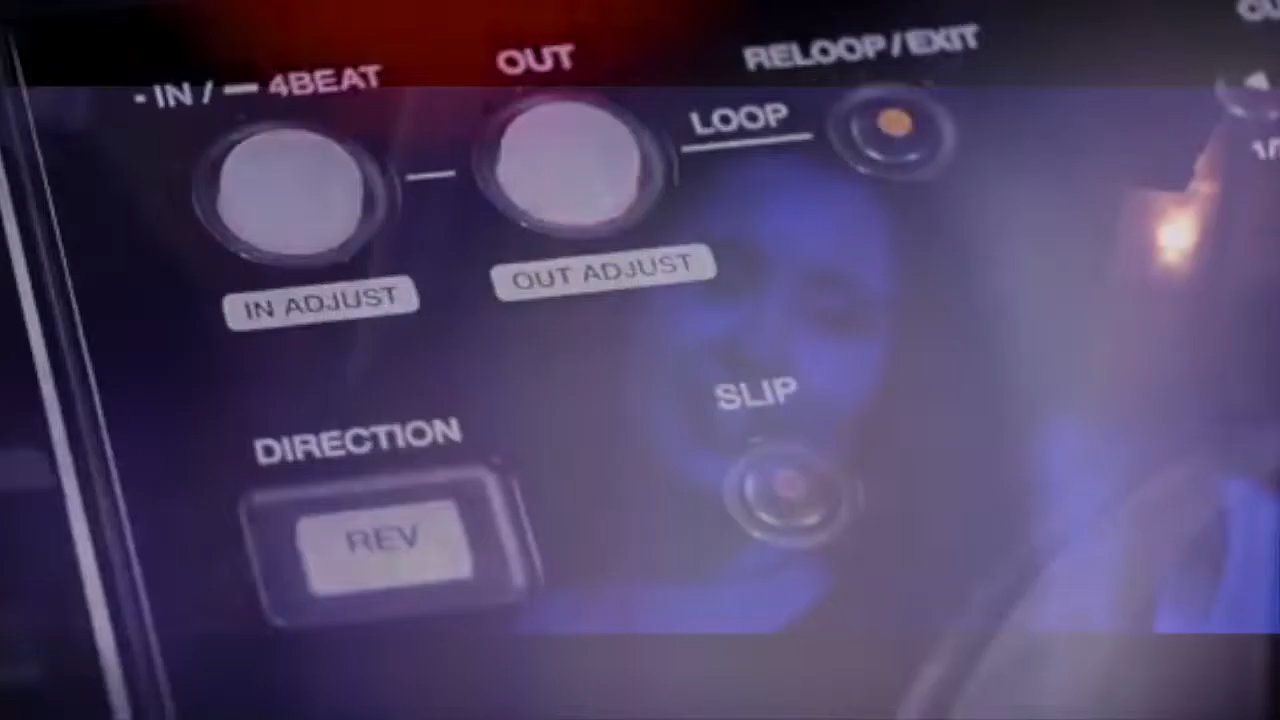 - IN / — 4BEAT
OUT
RELOOP / EXIT
LOOP
IN ADJUST
OUT ADJUST
SLIP
DIRECTION
REV